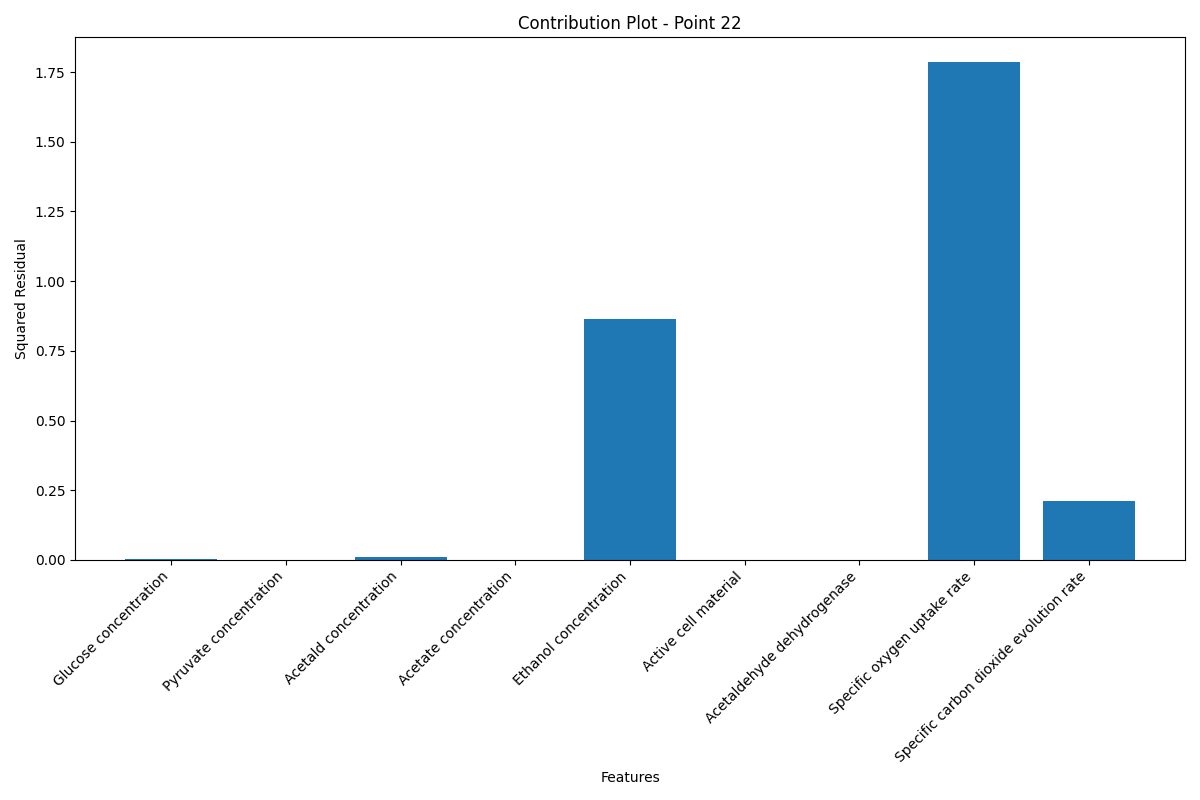 Contribution Plot - Point 22
Squared Residual
1.75
1.50
1.25
1.00
0.75
0.50
0.25
0.00
Glucose concentration
Pyruvate concentration
Acetald concentration
Acetate concentration
Ethanol concentration
Active cell material
Acetaldehyde dehydrogenase
Specific oxygen uptake rate
Specific carbon dioxide evolution rate
Features